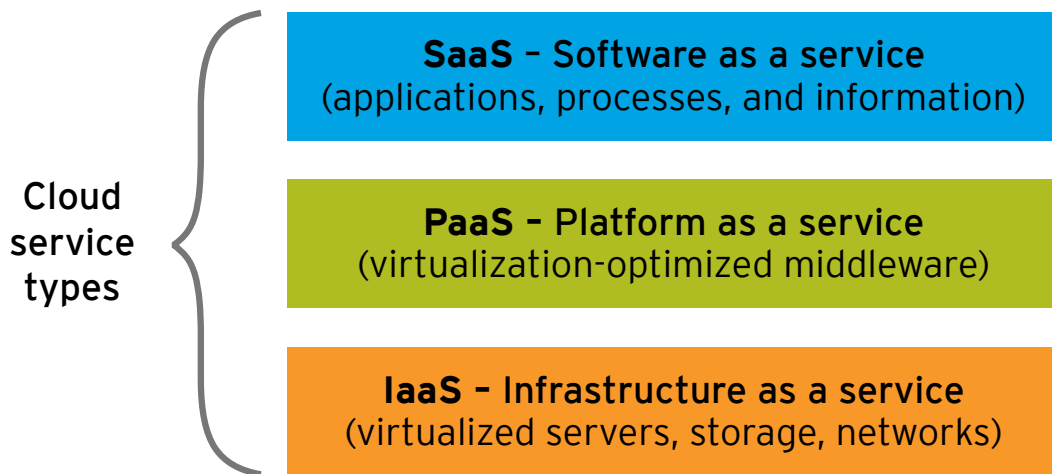 Cloud
service
types
SaaS – Software as a service
(applications, processes, and information)
PaaS – Platform as a service
(virtualization-optimized middleware)
IaaS – Infrastructure as a service
(virtualized servers, storage, networks)